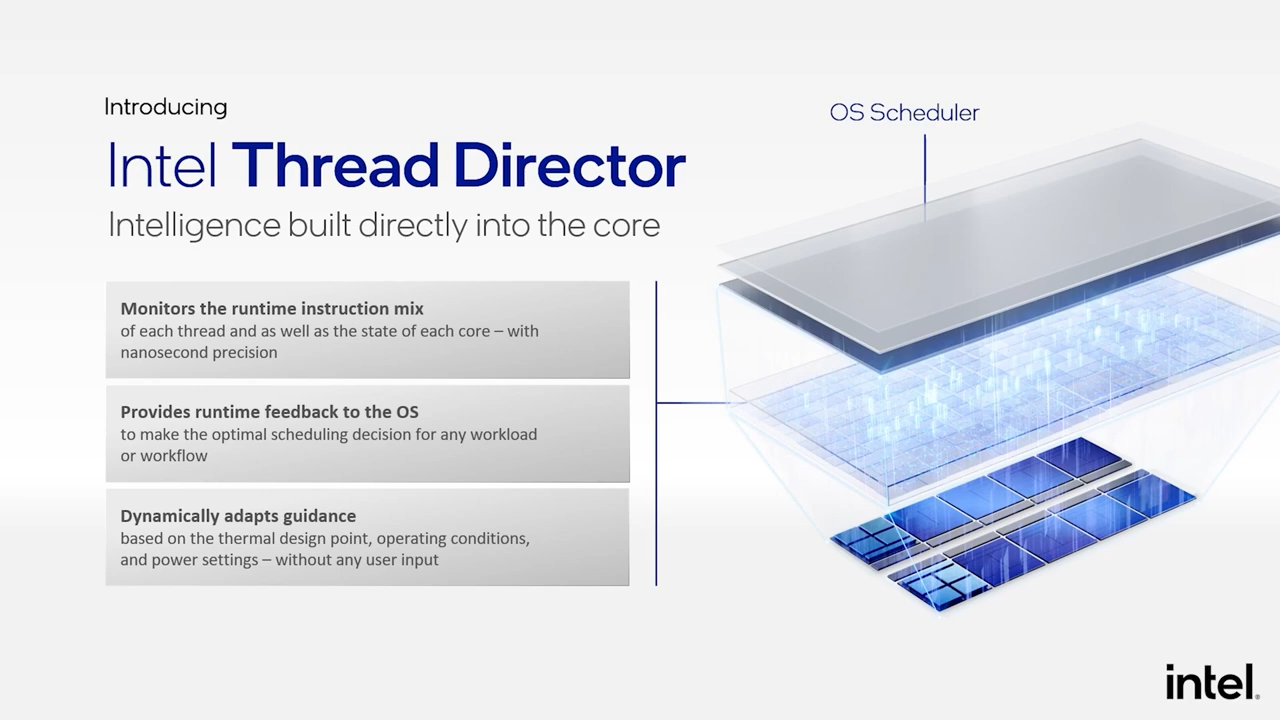 Introducing
Intel Thread Director
Intelligence built directly into the core
OS Scheduler
Monitors the runtime instruction mix
of each thread and as well as the state of each core – with
nanosecond precision
Provides runtime feedback to the OS
to make the optimal scheduling decision for any workload
or workflow
Dynamically adapts guidance
based on the thermal design point, operating conditions,
and power settings – without any user input
intel®